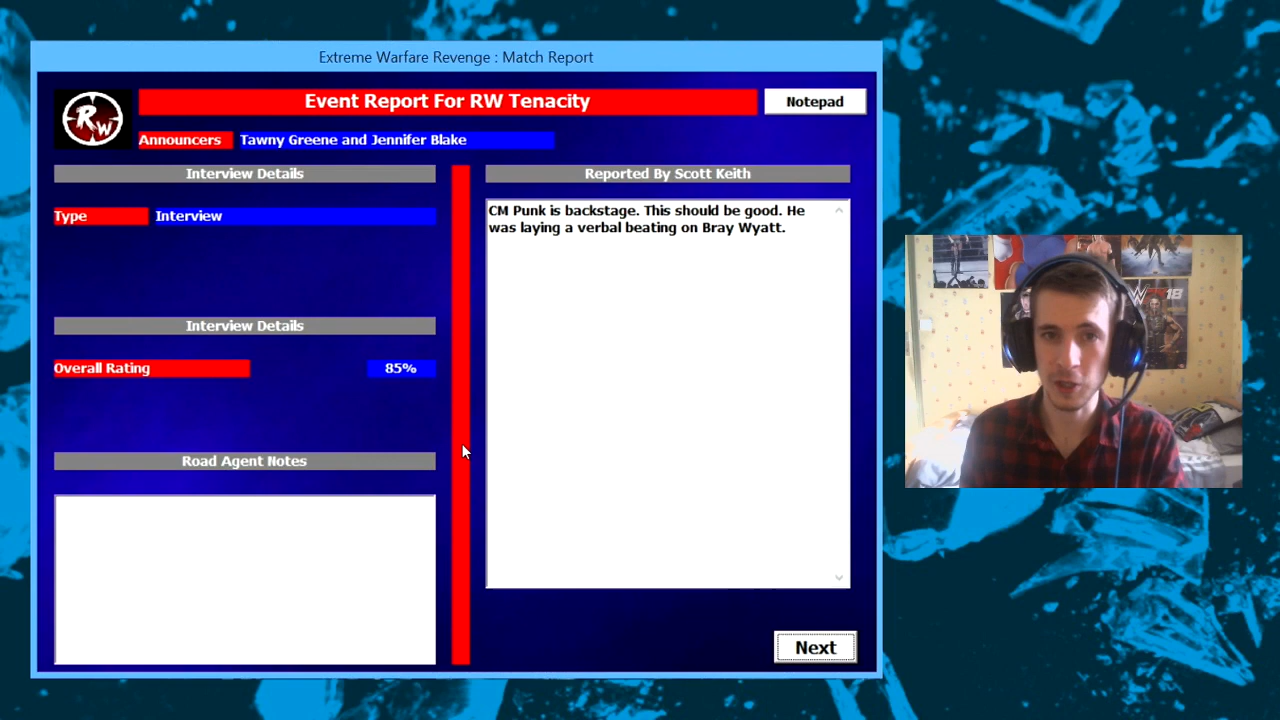 Extreme Warfare Revenge : Match Report
RW
Event Report For RW Tenacity
Notepad
Announcers
Tawny Greene and Jennifer Blake
Interview Details
Type
Interview
Interview Details
Overall Rating
85%
Road Agent Notes
Reported By Scott Keith
CM Punk is backstage. This should be good. He
was laying a verbal beating on Bray Wyatt.
Next
18